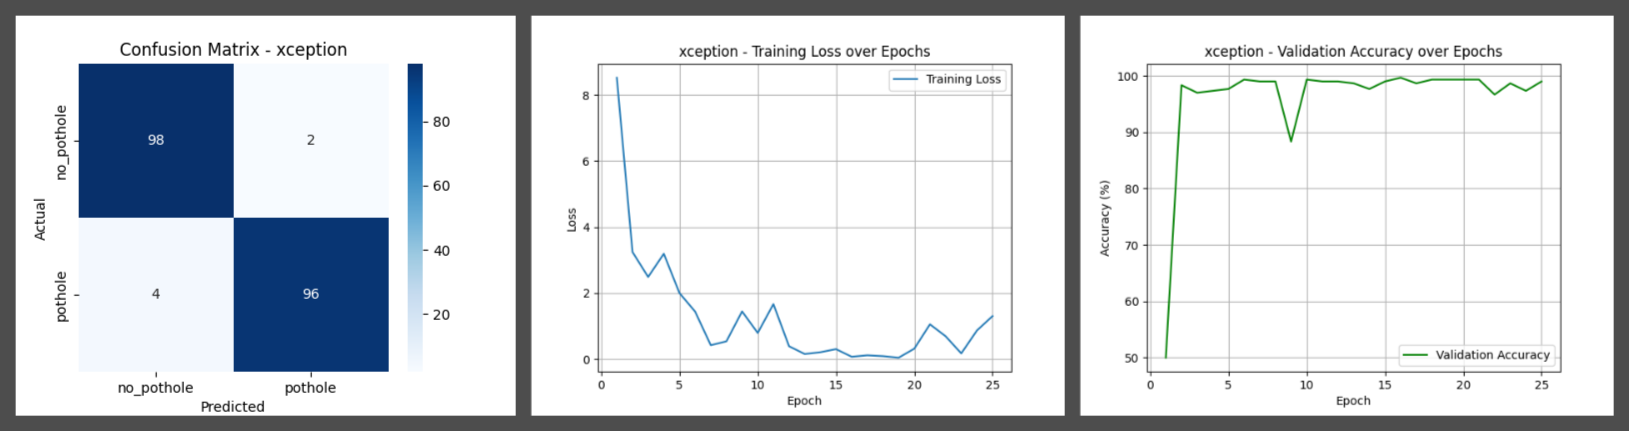 Confusion Matrix - xception
no_pothole
98
2
80
60
Actual
40
pothole
4
96
20
no_pothole
pothole
Predicted
xception - Training Loss over Epochs
Training Loss
8
6
Loss
4
2
0
0
5
10
15
20
25
Epoch
xception - Validation Accuracy over Epochs
100
90
80
Accuracy (%)
70
60
50
Validation Accuracy
0
5
10
15
20
25
Epoch